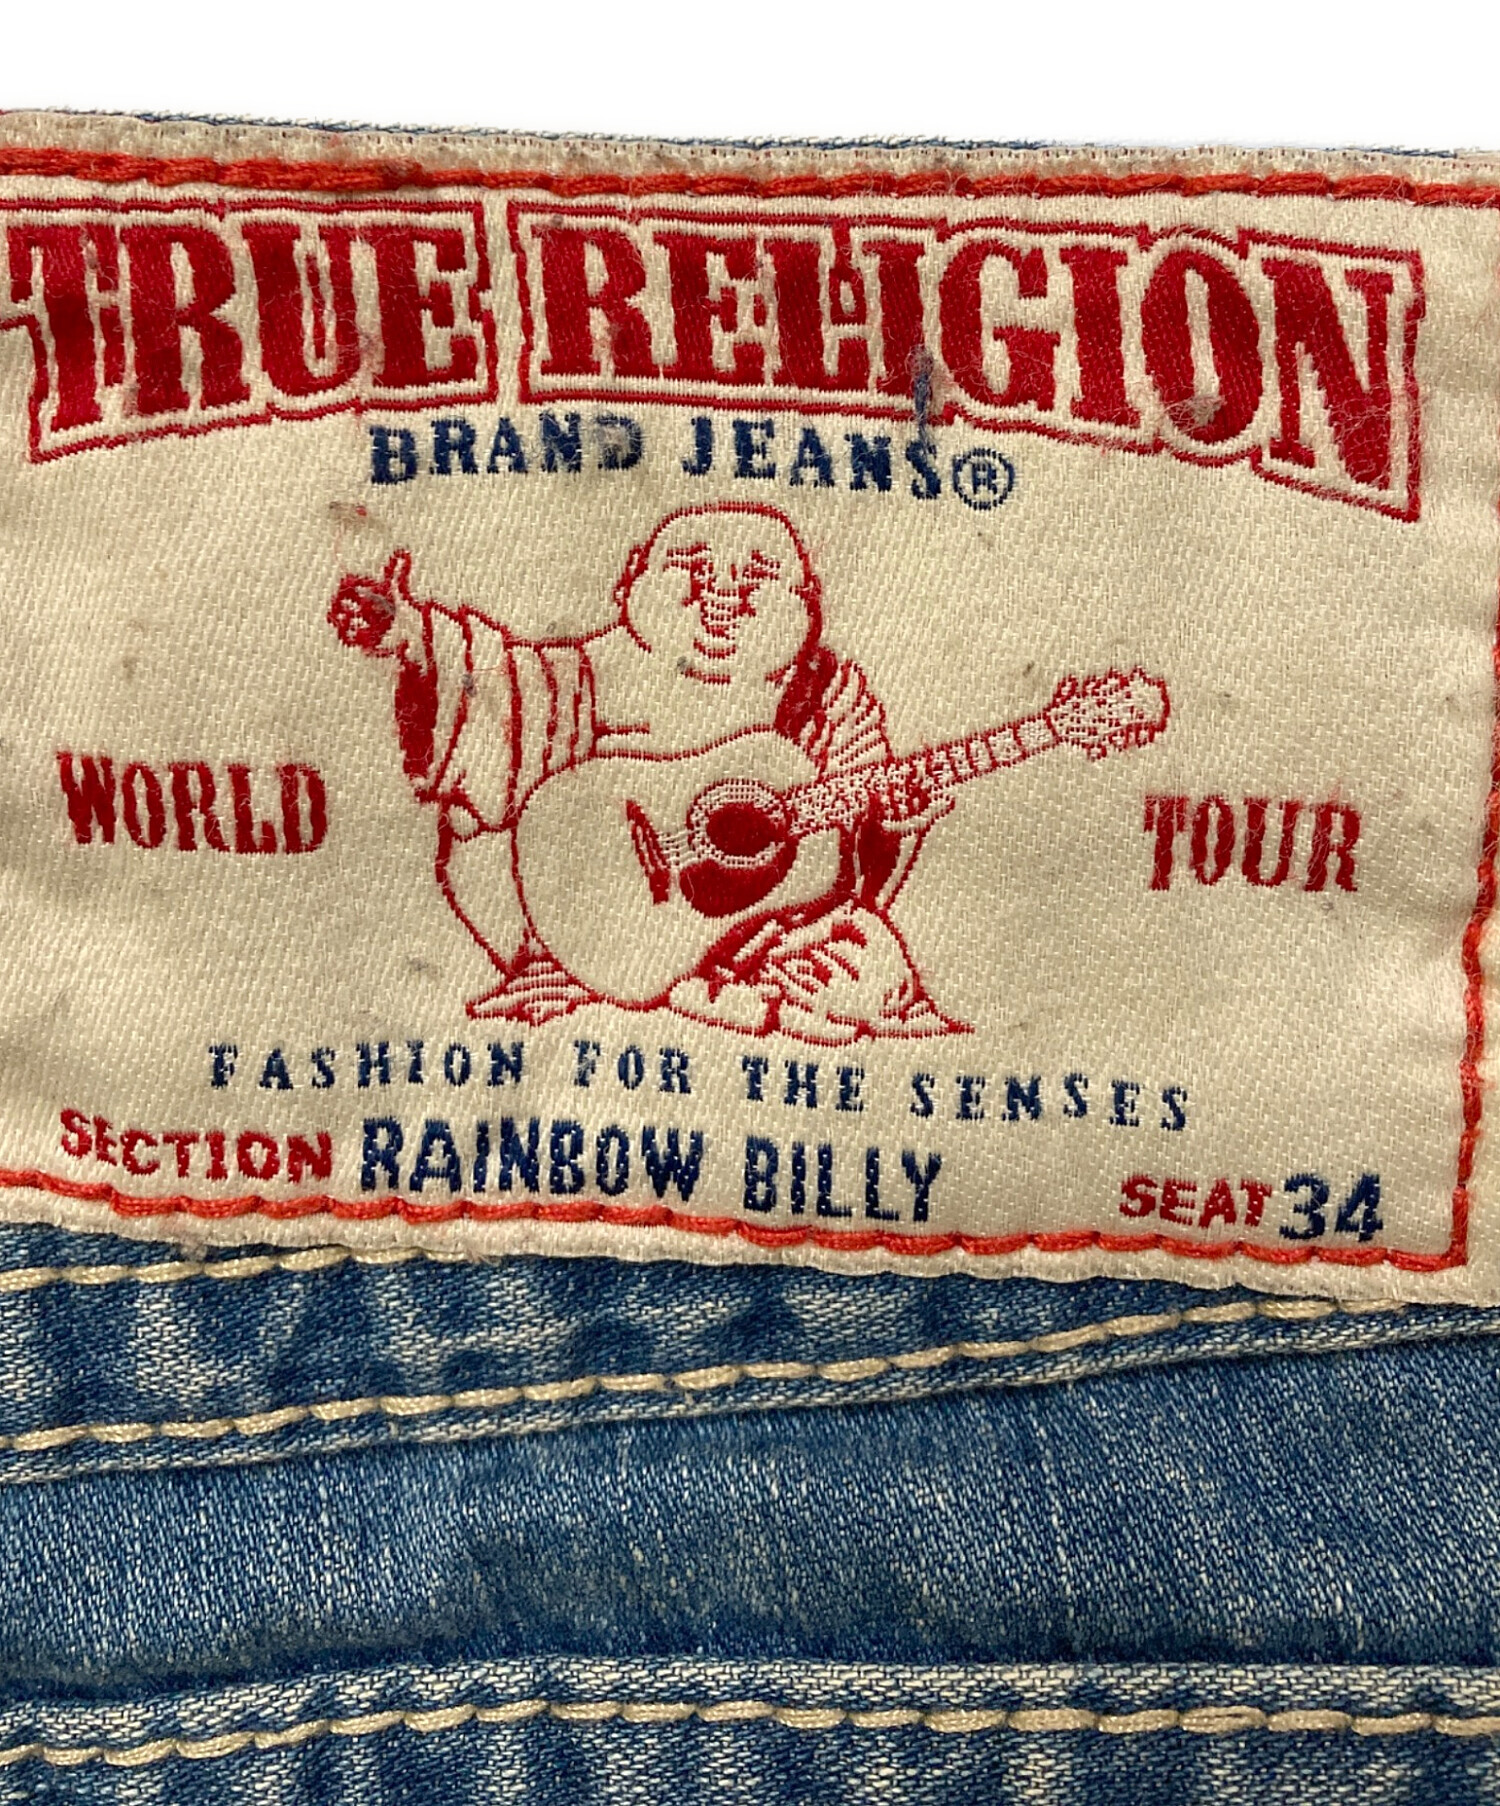 TRUE RELIGION
BRAND JEANS®
WORLD TOUR
FASHION FOR THE SENSES
SECTION RAINBOW BILLY SEAT 34